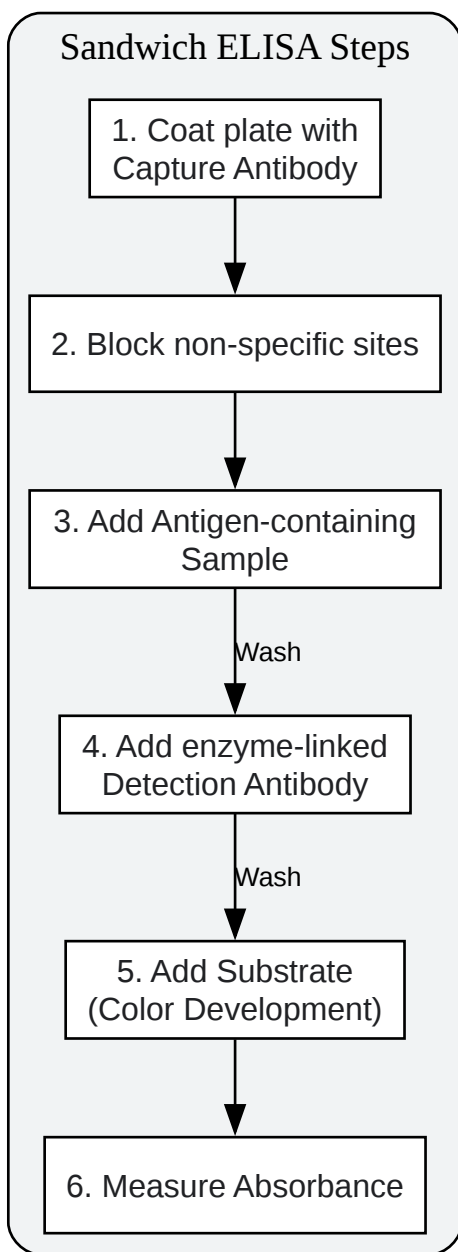 Sandwich ELISA Steps
1. Coat plate with
Capture Antibody
2. Block non-specific sites
3. Add Antigen-containing
Sample
Wash
4. Add enzyme-linked
Detection Antibody
Wash
5. Add Substrate
(Color Development)
6. Measure Absorbance